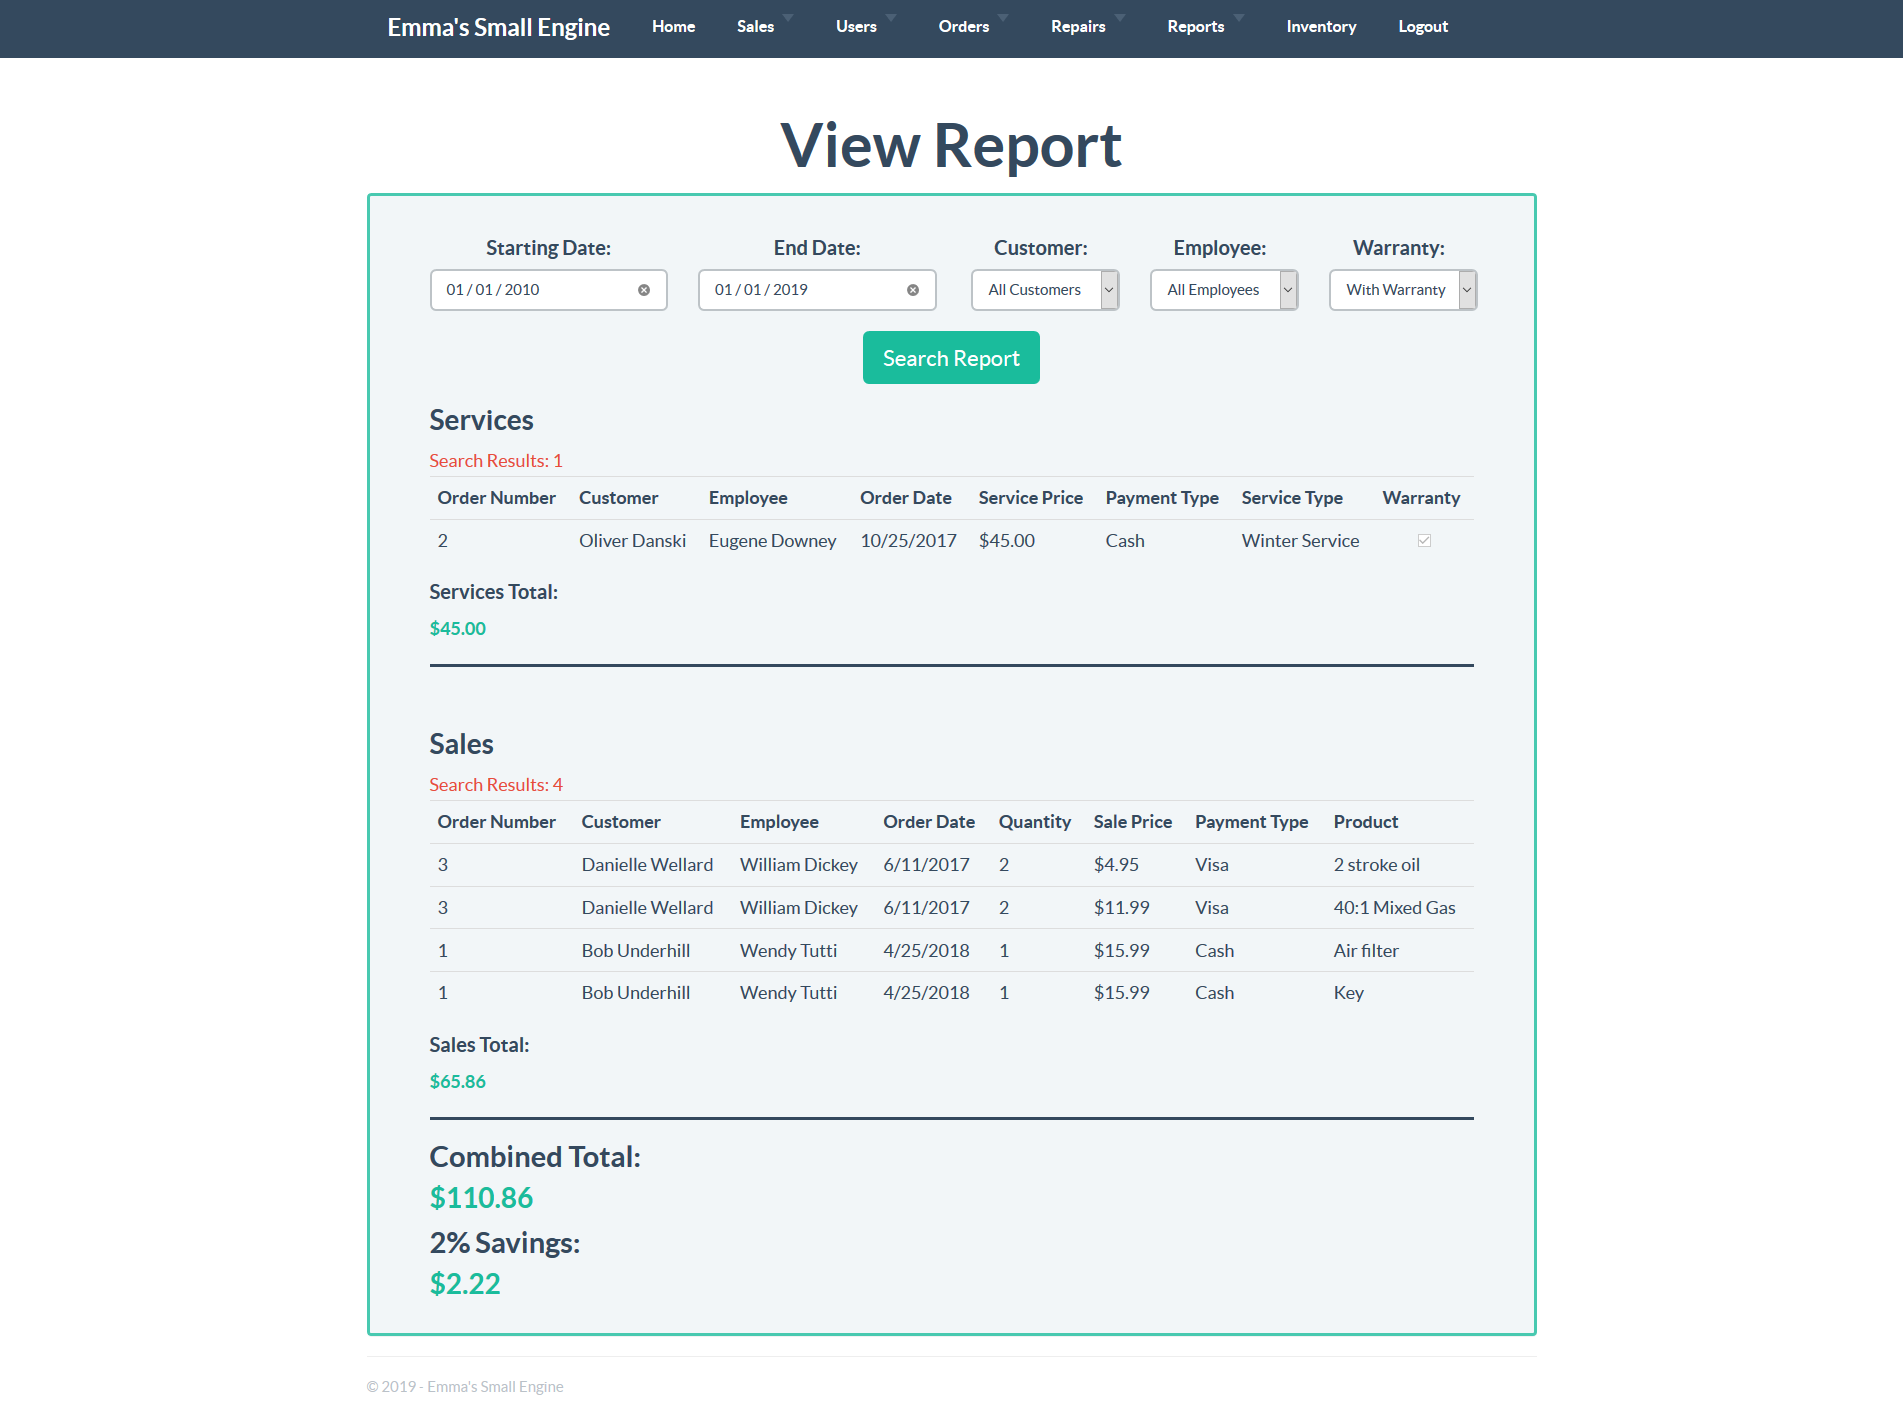 Emma's Small Engine Home Sales Users Orders Repairs Reports Inventory Logout
View Report
Starting Date: End Date: Customer: Employee: Warranty:
01 / 01 / 2010 01 / 01 / 2019 All Customers All Employees With Warranty
Search Report
Services
Search Results: 1
Order Number Customer Employee Order Date Service Price Payment Type Service Type Warranty
2 Oliver Danski Eugene Downey 10/25/2017 $45.00 Cash Winter Service
Services Total:
$45.00
Sales
Search Results: 4
Order Number Customer Employee Order Date Quantity Sale Price Payment Type Product
3 Danielle Wellard William Dickey 6/11/2017 2 $4.95 Visa 2 stroke oil
3 Danielle Wellard William Dickey 6/11/2017 2 $11.99 Visa 40:1 Mixed Gas
1 Bob Underhill Wendy Tutti 4/25/2018 1 $15.99 Cash Air filter
1 Bob Underhill Wendy Tutti 4/25/2018 1 $15.99 Cash Key
Sales Total:
$65.86
Combined Total:
$110.86
2% Savings:
$2.22
© 2019 - Emma's Small Engine